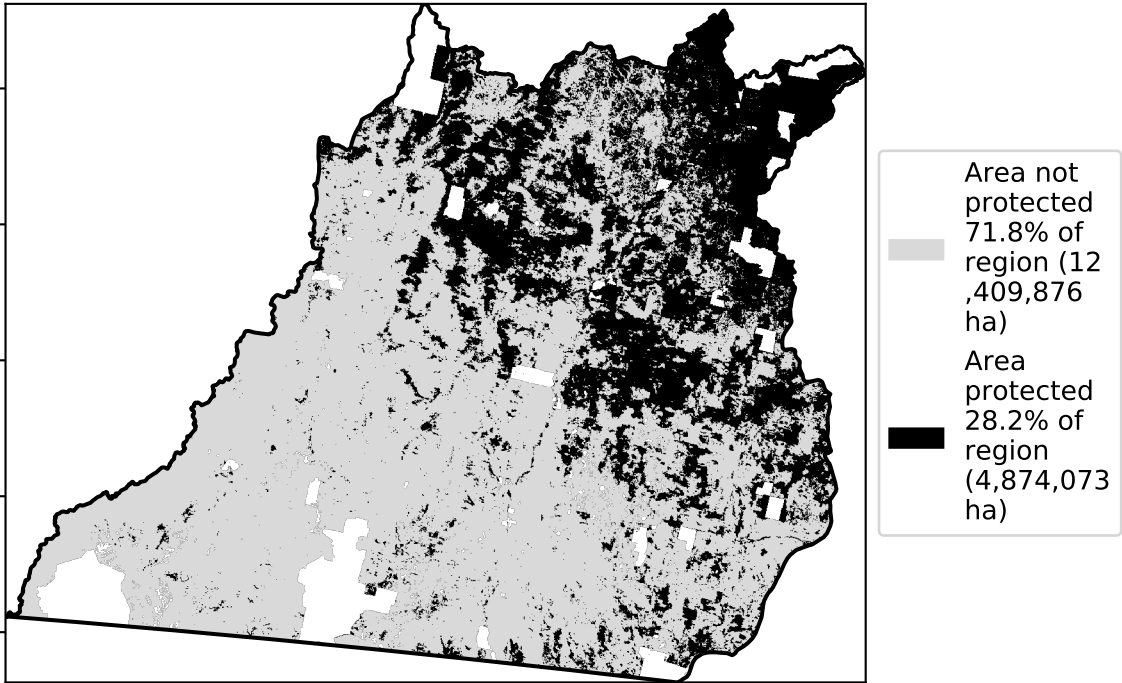 Area not
protected
71.8% of
region (12
,409,876
ha)
Area
protected
28.2% of
region
(4,874,073
ha)